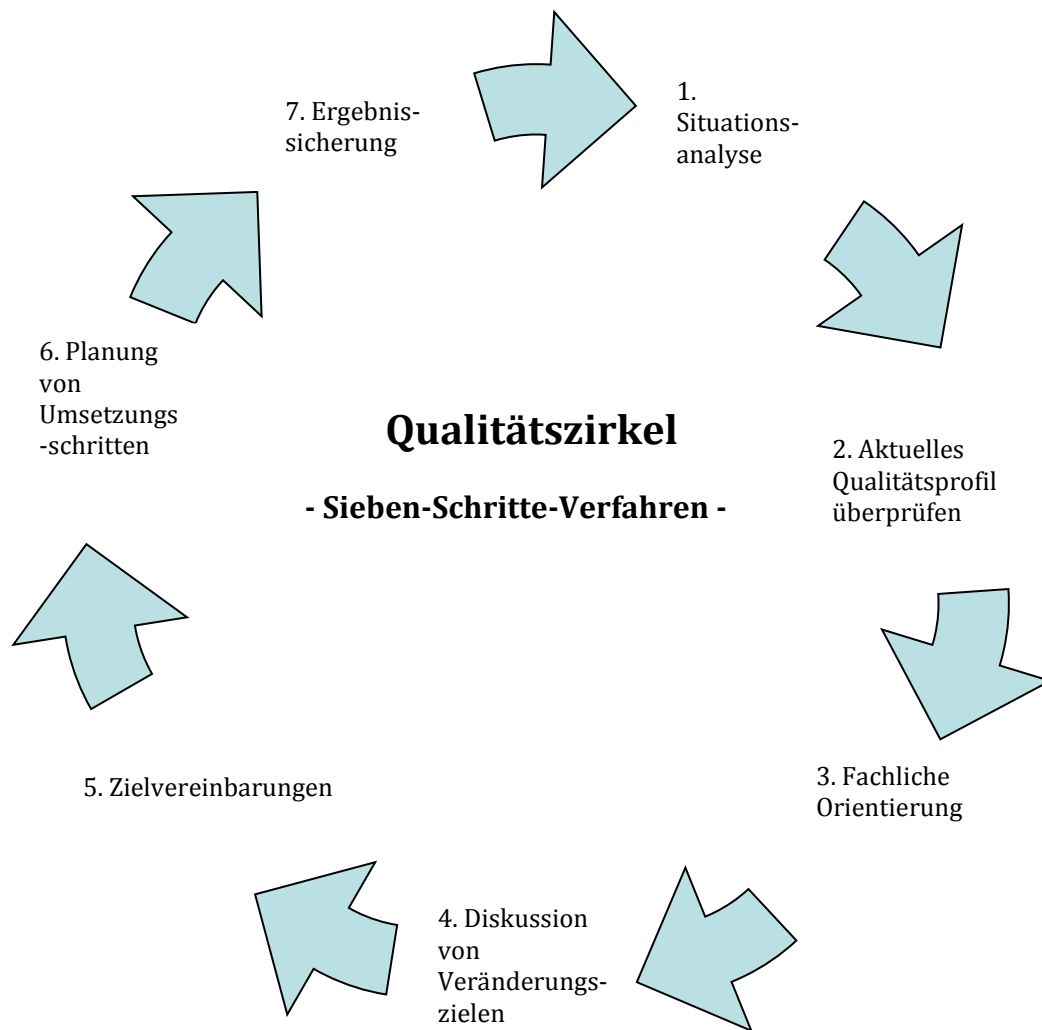 Qualitätszirkel
- Sieben-Schritte-Verfahren -
1.
Situations-
analyse
2. Aktuelles
Qualitätsprofil
überprüfen
3. Fachliche
Orientierung
4. Diskussion
von
Veränderungs-
zielen
5. Zielvereinbarungen
6. Planung
von
Umsetzungs
-schritten
7. Ergebnis-
sicherung